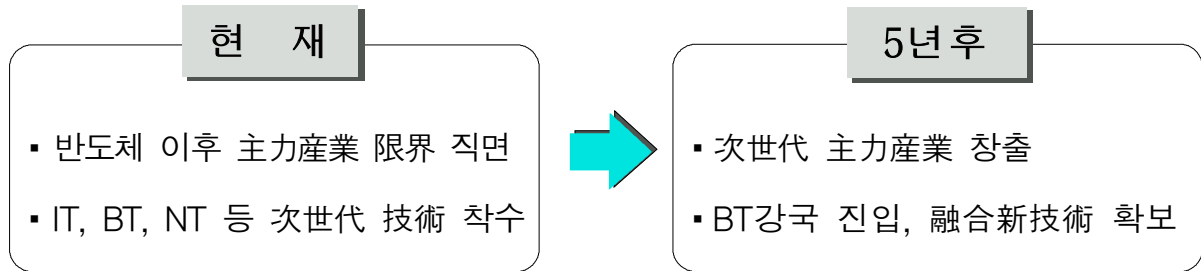 현 재
▪ 반도체 이후 主力産業 限界 직면
▪ IT, BT, NT 등 次世代 技術 착수
5년후
▪ 次世代 主力産業 창출
▪ BT강국 진입, 融合新技術 확보